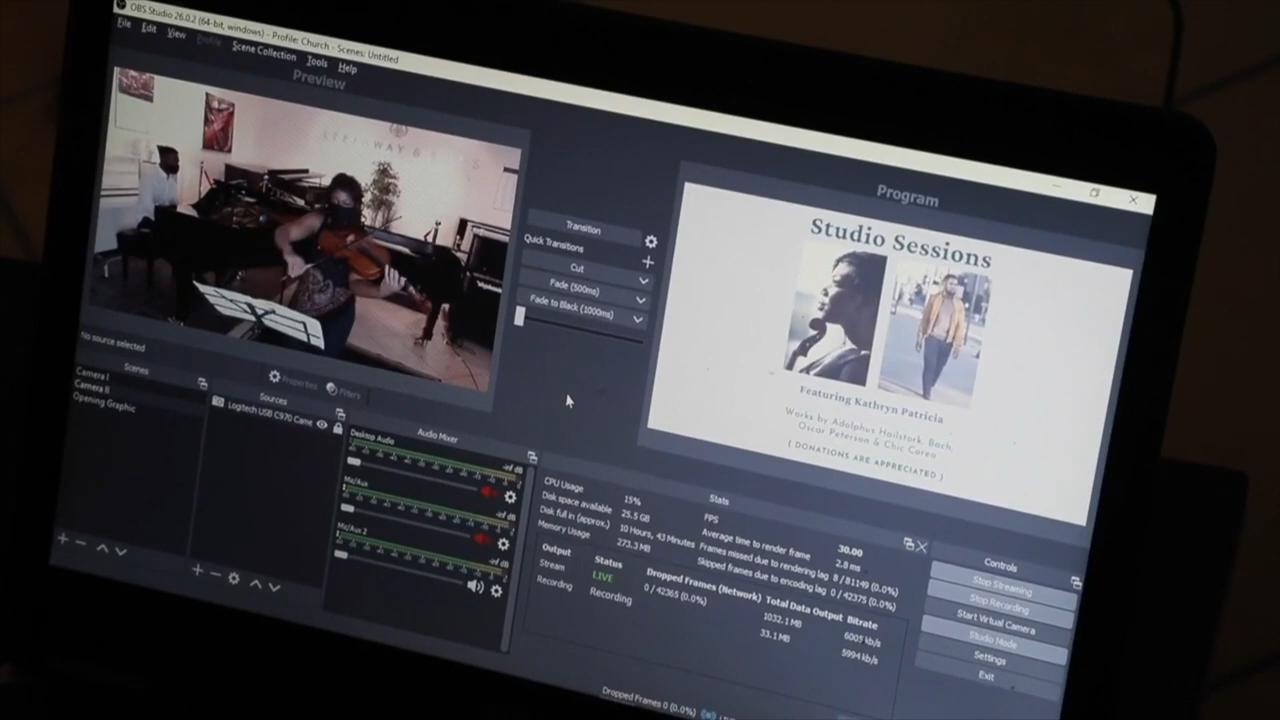 OBS Studio 26.0.2 (64-bit, windows) - Profile: Church - Scenes: Untitled
File Edit View Profile Scene Collection Tools Help
Preview
STEINWAY & SONS
Program
Studio Sessions
Featuring Kathryn Patricia
Works by Adolphus Hailstork, Bach,
Oscar Peterson & Chic Corea
( DONATIONS ARE APPRECIATED )
Transition
Quick Transitions
Cut
Fade (500ms)
Fade to Black (1000ms)
No source selected
Properties Filters
Scenes
Camera I
Camera II
Opening Graphic
Sources
Logitech USB C970 Came
Audio Mixer
Desktop Audio -inf dB
Mic/Aux -inf dB
Mic/Aux 2 -inf dB
Stats
CPU Usage 15%
Disk space available 25.5 GB
Disk full in (approx.) 10 Hours, 43 Minutes
Memory Usage 273.3 MB
FPS 30.00
Average time to render frame 2.8 ms
Frames missed due to rendering lag 8 / 81149 (0.0%)
Skipped frames due to encoding lag 0 / 42375 (0.0%)
Output Status Dropped Frames (Network) Total Data Output Bitrate
Stream LIVE 0 / 42365 (0.0%) 1032.1 MB 6005 kb/s
Recording Recording 33.1 MB 5994 kb/s
Controls
Stop Streaming
Stop Recording
Start Virtual Camera
Studio Mode
Settings
Exit
Dropped Frames 0 (0.0%)